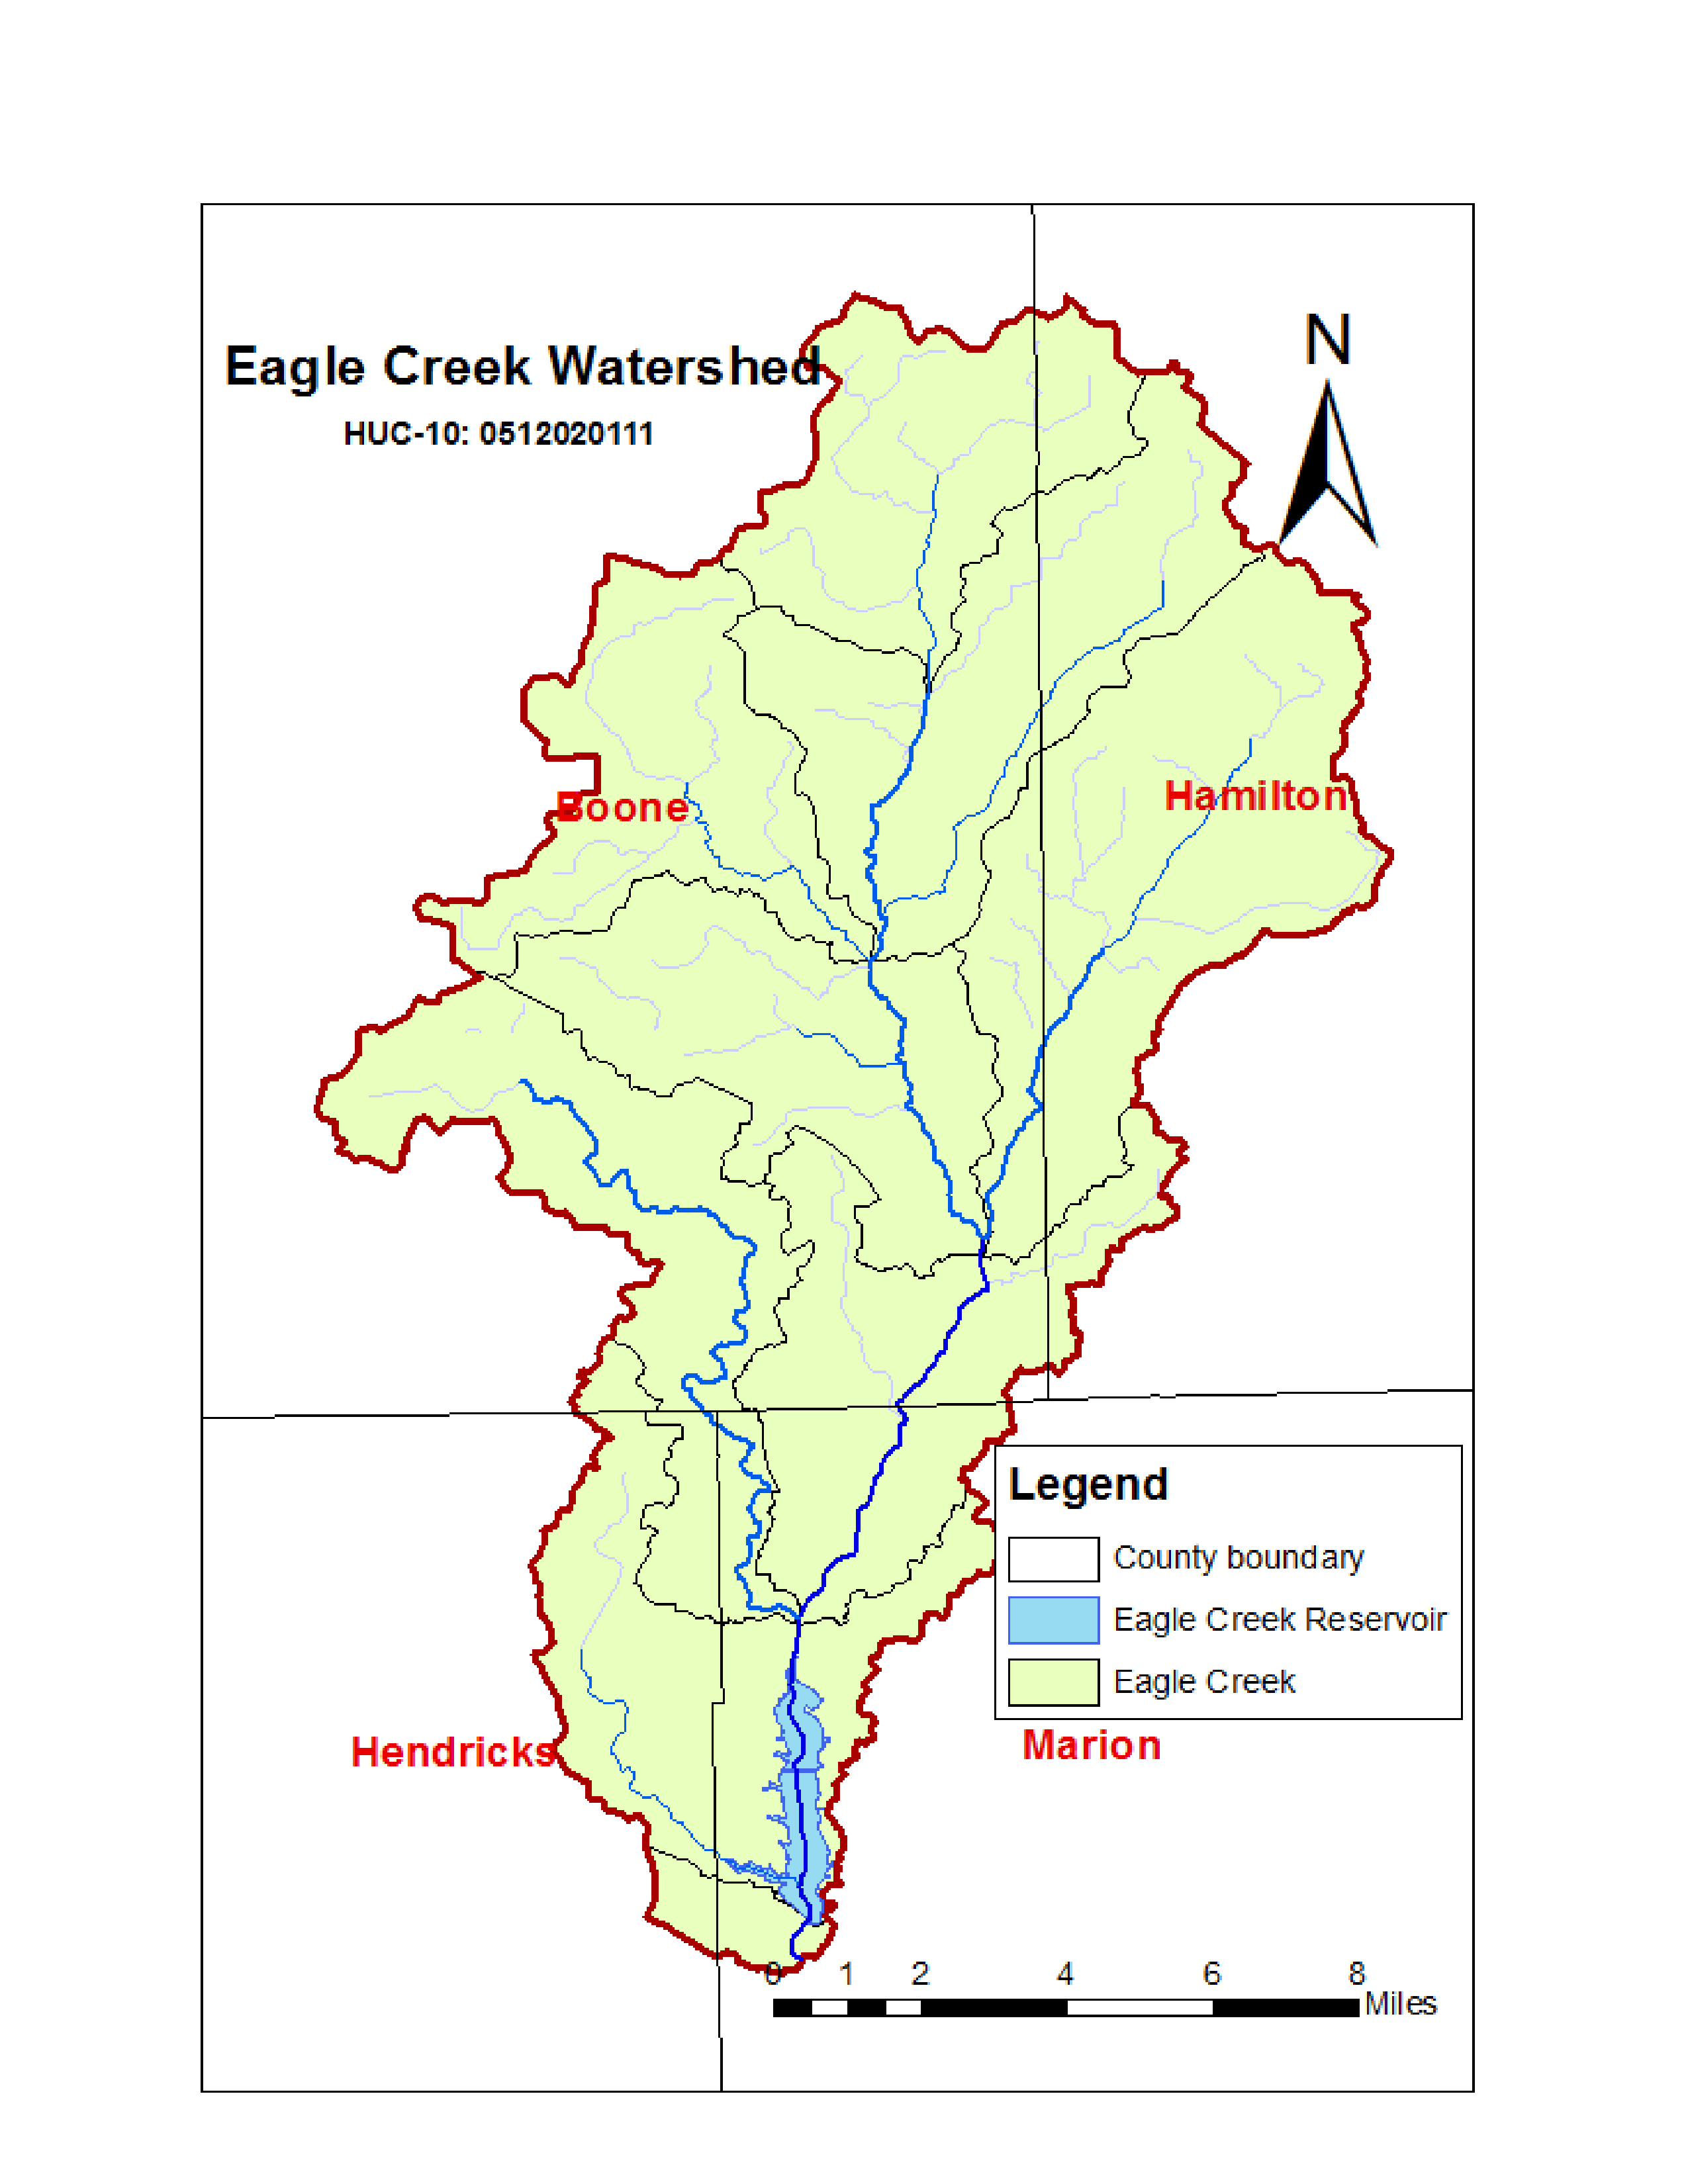 N
Eagle Creek Watershed
HUC-10: 0512020111
Boone
Hamilton
Legend
County boundary
Eagle Creek Reservoir
Eagle Creek
Hendricks
Marion
0 1 2 4 6 8
Miles